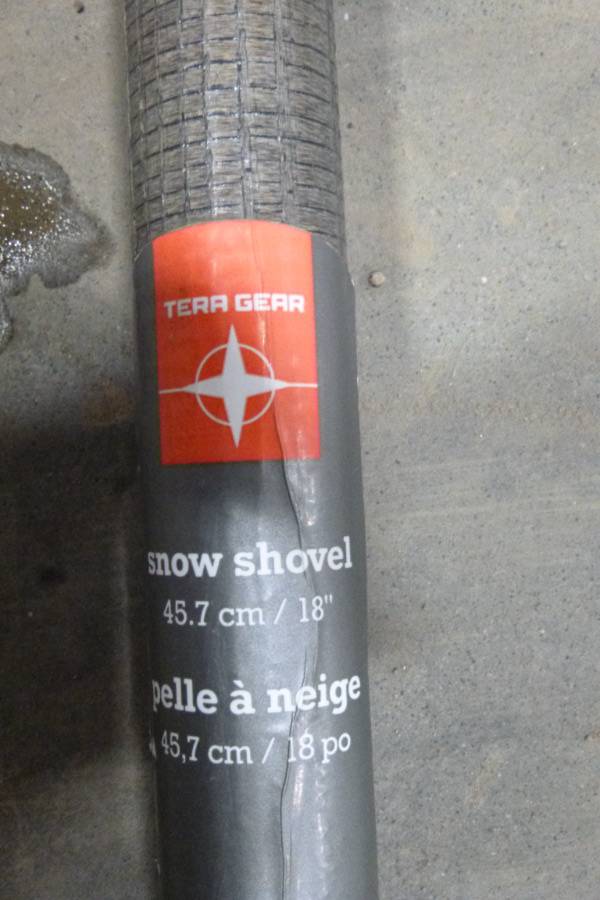 TERA GEAR
snow shovel
45.7 cm / 18"
pelle à neige
45,7 cm / 18 po